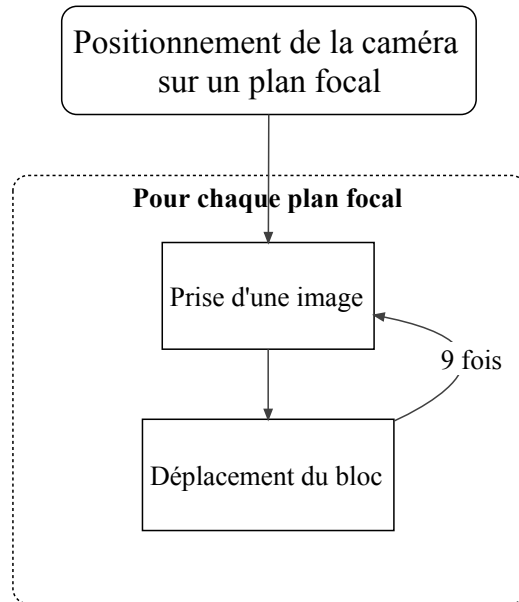 Positionnement de la caméra
sur un plan focal
Pour chaque plan focal
Prise d'une image
9 fois
Déplacement du bloc